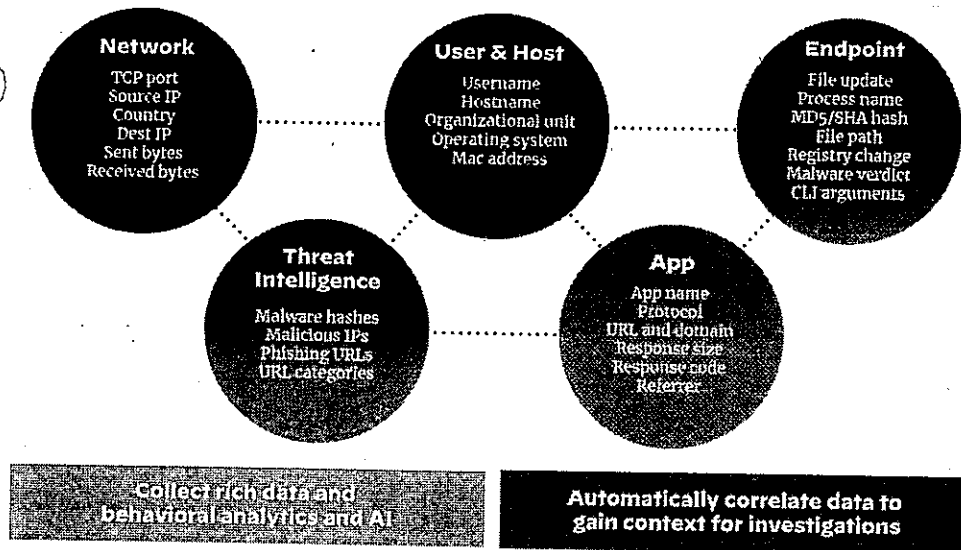 Network
TCP port
Source IP
Country
Dest IP
Sent bytes
Received bytes
User & Host
Username
Hostname
Organizational unit
Operating system
Mac address
Endpoint
File update
Process name
MD5/SHA hash
File path
Registry change
Malware verdict
CLI arguments
Threat
Intelligence
Malware hashes
Malicious IPs
Phishing URLs
URL categories
App
App name
Protocol
URL and domain
Response size
Response code
Referrer
Collect rich data and
behavioral analytics and AI
Automatically correlate data to
gain context for investigations